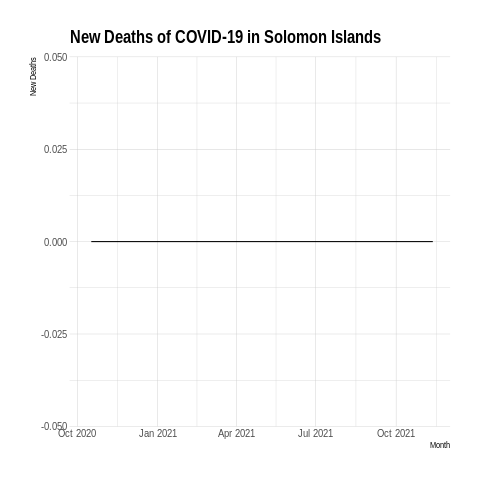 New Deaths of COVID-19 in Solomon Islands
New Deaths
0.050
0.025
0.000
-0.025
-0.050
Oct 2020 Jan 2021 Apr 2021 Jul 2021 Oct 2021
Month